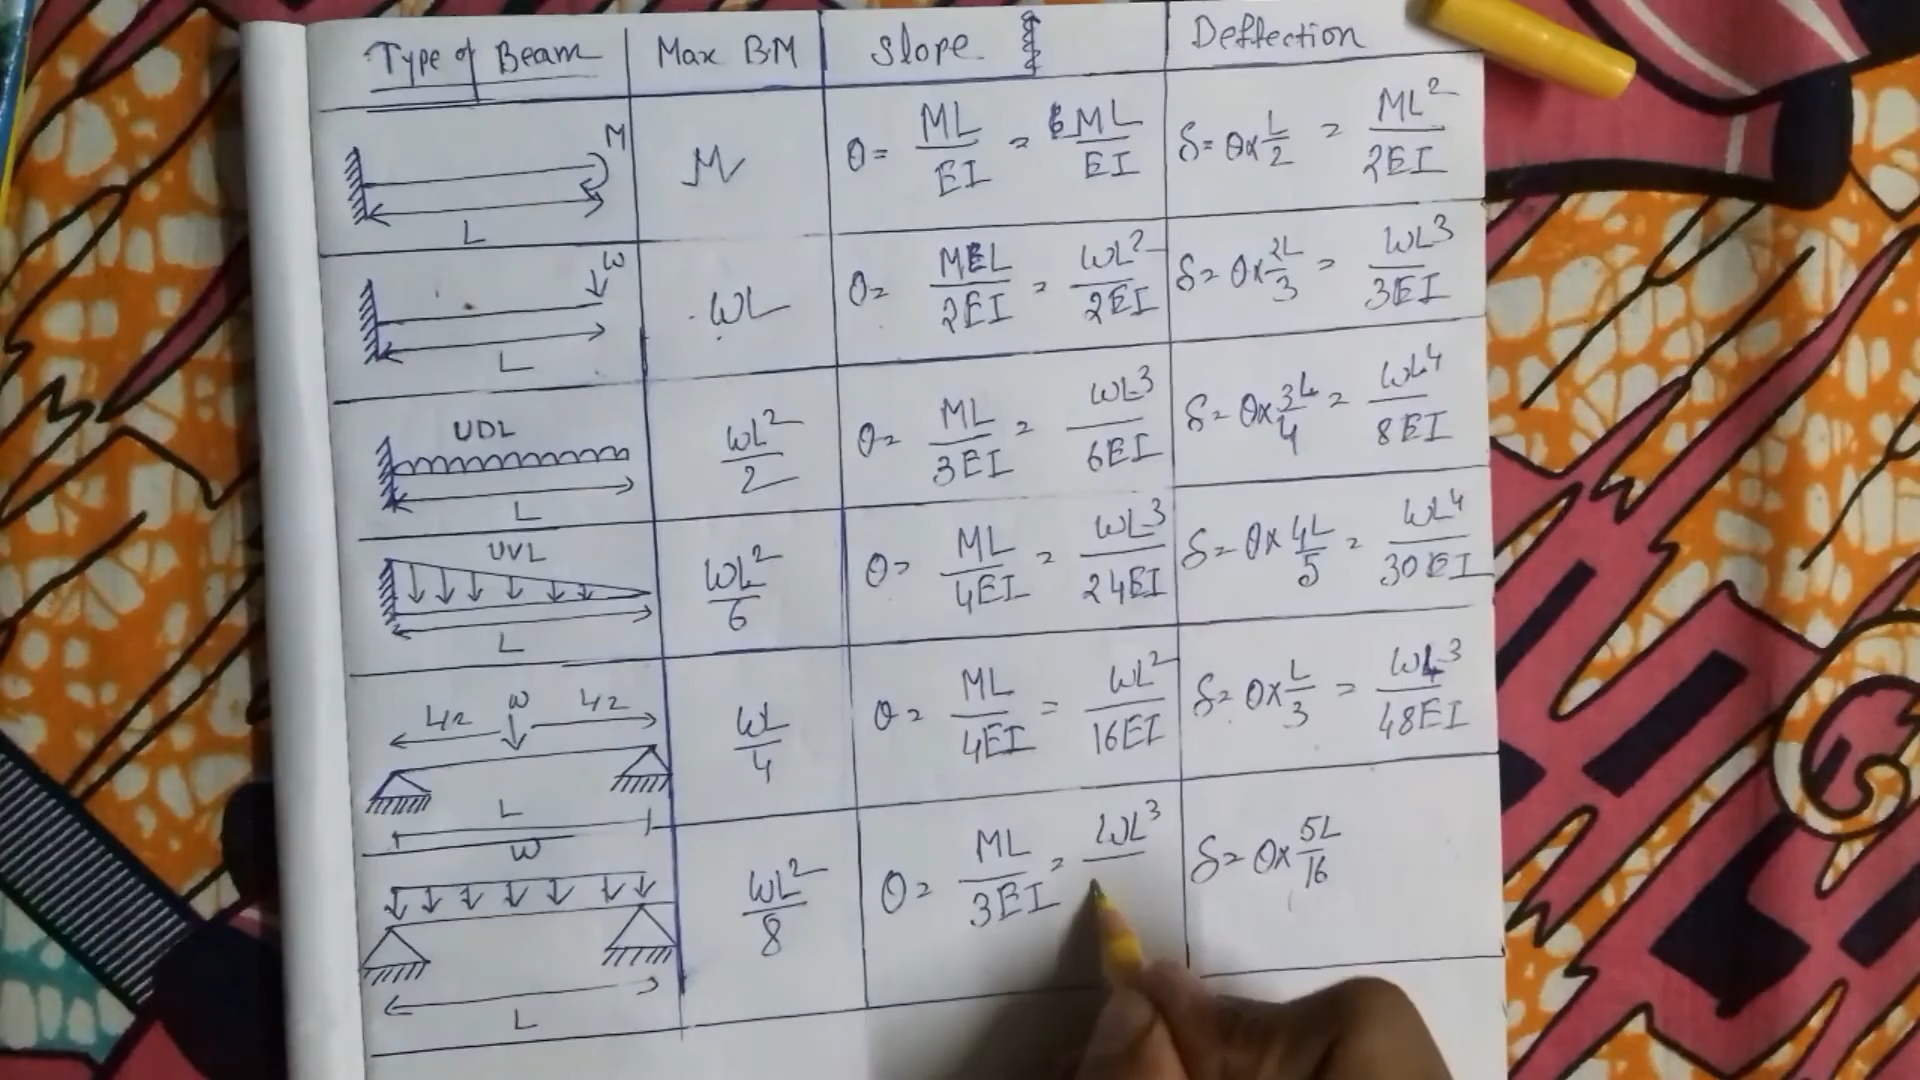 Type of Beam Max BM Slope Deflection
M L M θ = ML/EI = ML/EI δ = θ× L/2 = ML²/2EI
W L WL θ = ML/2EI = WL²/2EI δ = θ× 2L/3 = WL³/3EI
UDL L WL²/2 θ = ML/3EI = WL³/6EI δ = θ× 3L/4 = WL⁴/8EI
UVL L WL²/6 θ = ML/4EI = WL³/24EI δ = θ× 4L/5 = WL⁴/30EI
L/2 W L/2 L WL/4 θ = ML/4EI = WL²/16EI δ = θ× L/3 = WL³/48EI
W L WL²/8 θ = ML/3EI = WL³ δ = θ× 5L/16